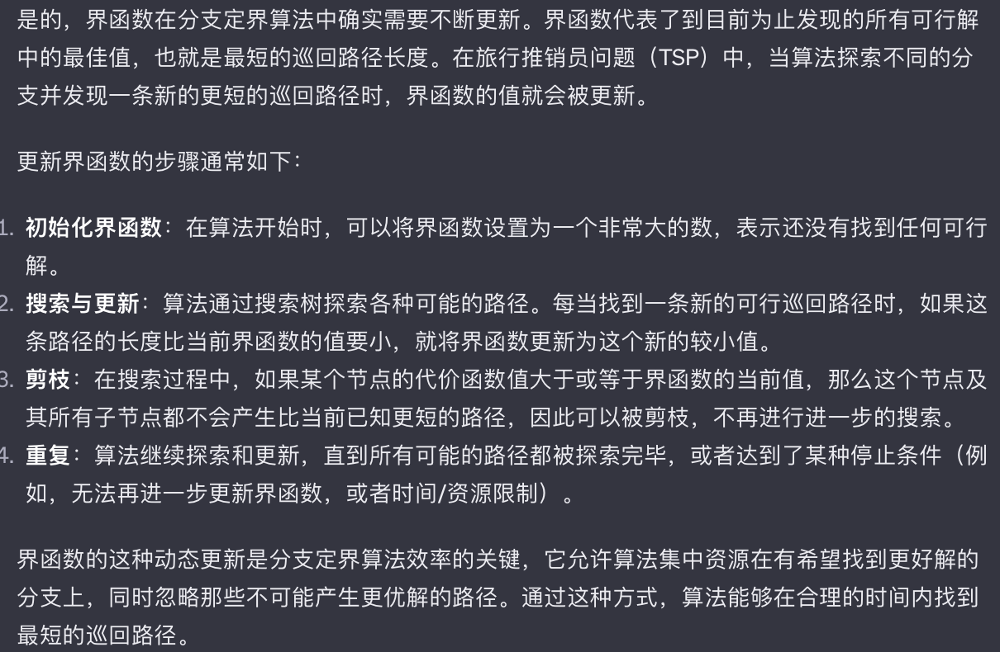 是的，界函数在分支定界算法中确实需要不断更新。界函数代表了到目前为止发现的所有可行解
中的最佳值，也就是最短的巡回路径长度。在旅行推销员问题（TSP）中，当算法探索不同的分
支并发现一条新的更短的巡回路径时，界函数的值就会被更新。
更新界函数的步骤通常如下：
1. 初始化界函数：在算法开始时，可以将界函数设置为一个非常大的数，表示还没有找到任何可行
解。
2. 搜索与更新：算法通过搜索树探索各种可能的路径。每当找到一条新的可行巡回路径时，如果这
条路径的长度比当前界函数的值要小，就将界函数更新为这个新的较小值。
3. 剪枝：在搜索过程中，如果某个节点的代价函数值大于或等于界函数的当前值，那么这个节点及
其所有子节点都不会产生比当前已知更短的路径，因此可以被剪枝，不再进行进一步的搜索。
4. 重复：算法继续探索和更新，直到所有可能的路径都被探索完毕，或者达到了某种停止条件（例
如，无法再进一步更新界函数，或者时间/资源限制）。
界函数的这种动态更新是分支定界算法效率的关键，它允许算法集中资源在有希望找到更好解的
分支上，同时忽略那些不可能产生更优解的路径。通过这种方式，算法能够在合理的时间内找到
最短的巡回路径。